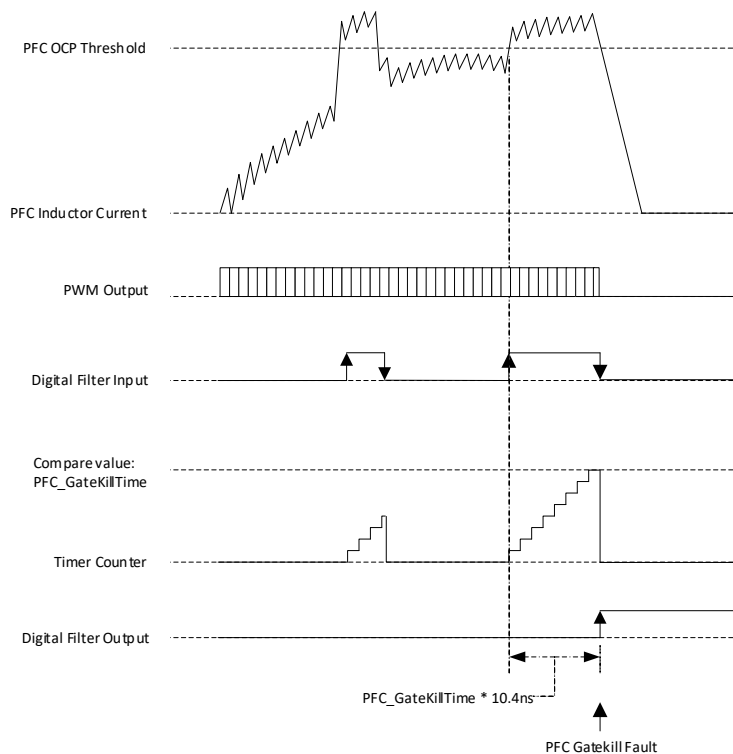 PFC OCP Threshold
PFC Inductor Current
PWM Output
Digital Filter Input
Compare value:
PFC_GateKillTime
Timer Counter
Digital Filter Output
PFC_GateKillTime * 10.4ns
PFC Gatekill Fault